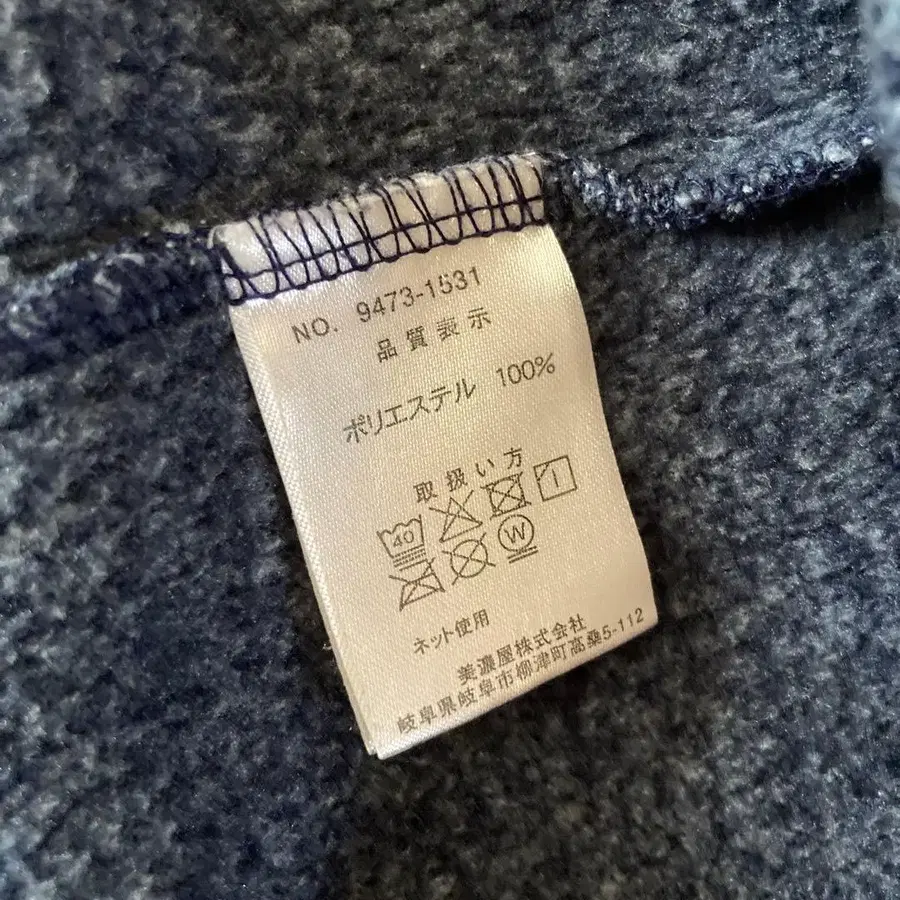 NO. 9473-1531
品質表示
ポリエステル 100%
取扱い方
40
W
ネット使用
美濃屋株式会社
岐阜県岐阜市柳津町高桑5-112